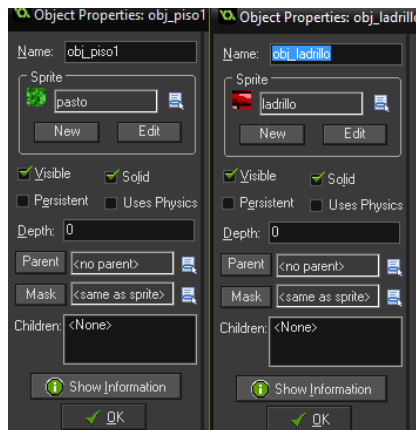 Object Properties: obj_piso1
Name: obj_piso1
Sprite
pasto
New Edit
Visible Solid
Persistent Uses Physics
Depth: 0
Parent <no parent>
Mask <same as sprite>
Children: <None>
Show Information
OK
Object Properties: obj_ladrillo
Name: obj_ladrillo
Sprite
ladrillo
New Edit
Visible Solid
Persistent Uses Physics
Depth: 0
Parent <no parent>
Mask <same as sprite>
Children: <None>
Show Information
OK